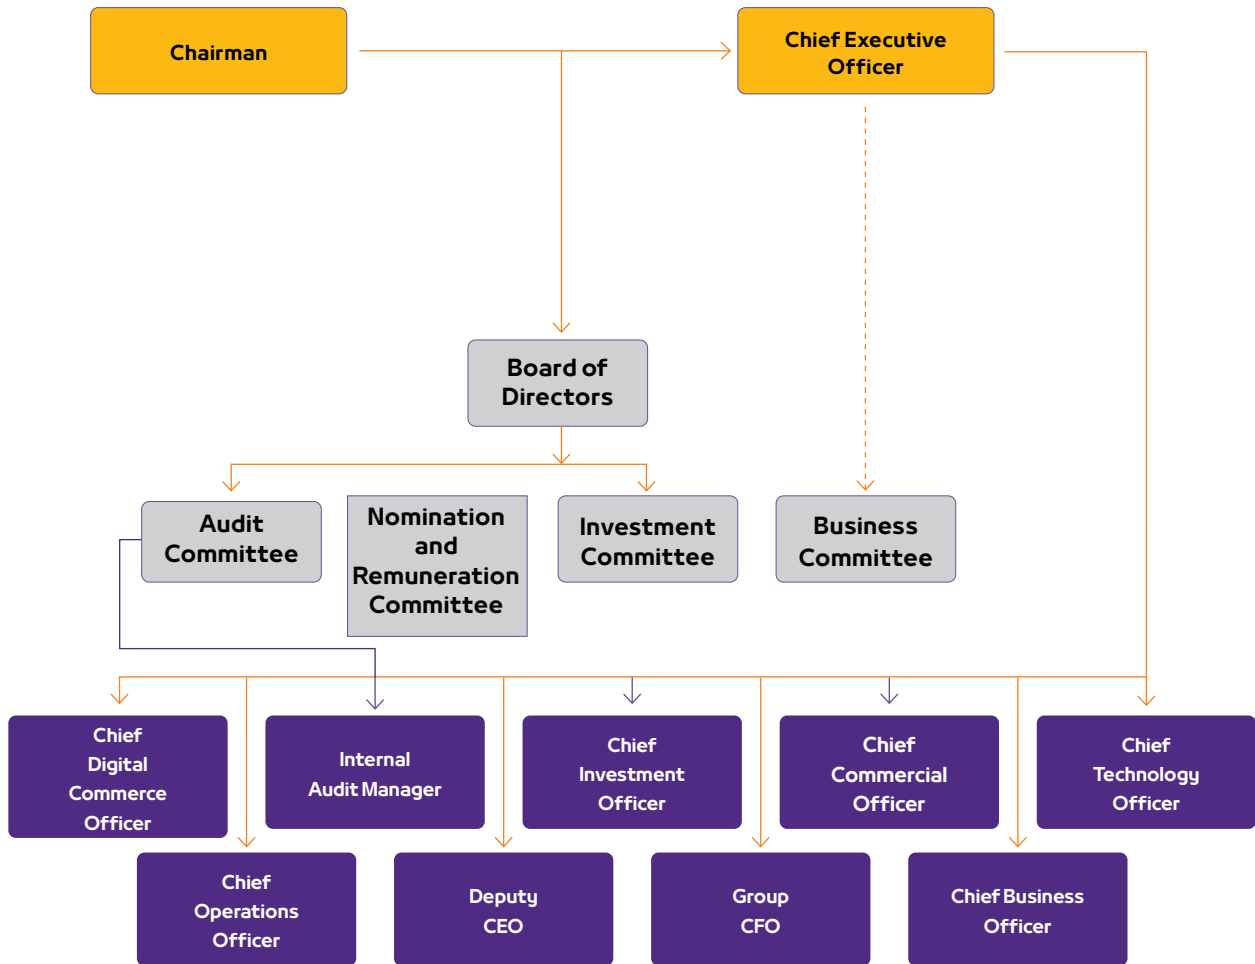 Chairman
Chief Executive
Officer
Board of
Directors
Audit
Committee
Nomination
and
Remuneration
Committee
Investment
Committee
Business
Committee
Chief
Digital
Commerce
Officer
Internal
Audit Manager
Chief
Investment
Officer
Chief
Commercial
Officer
Chief
Technology
Officer
Chief
Operations
Officer
Deputy
CEO
Group
CFO
Chief Business
Officer